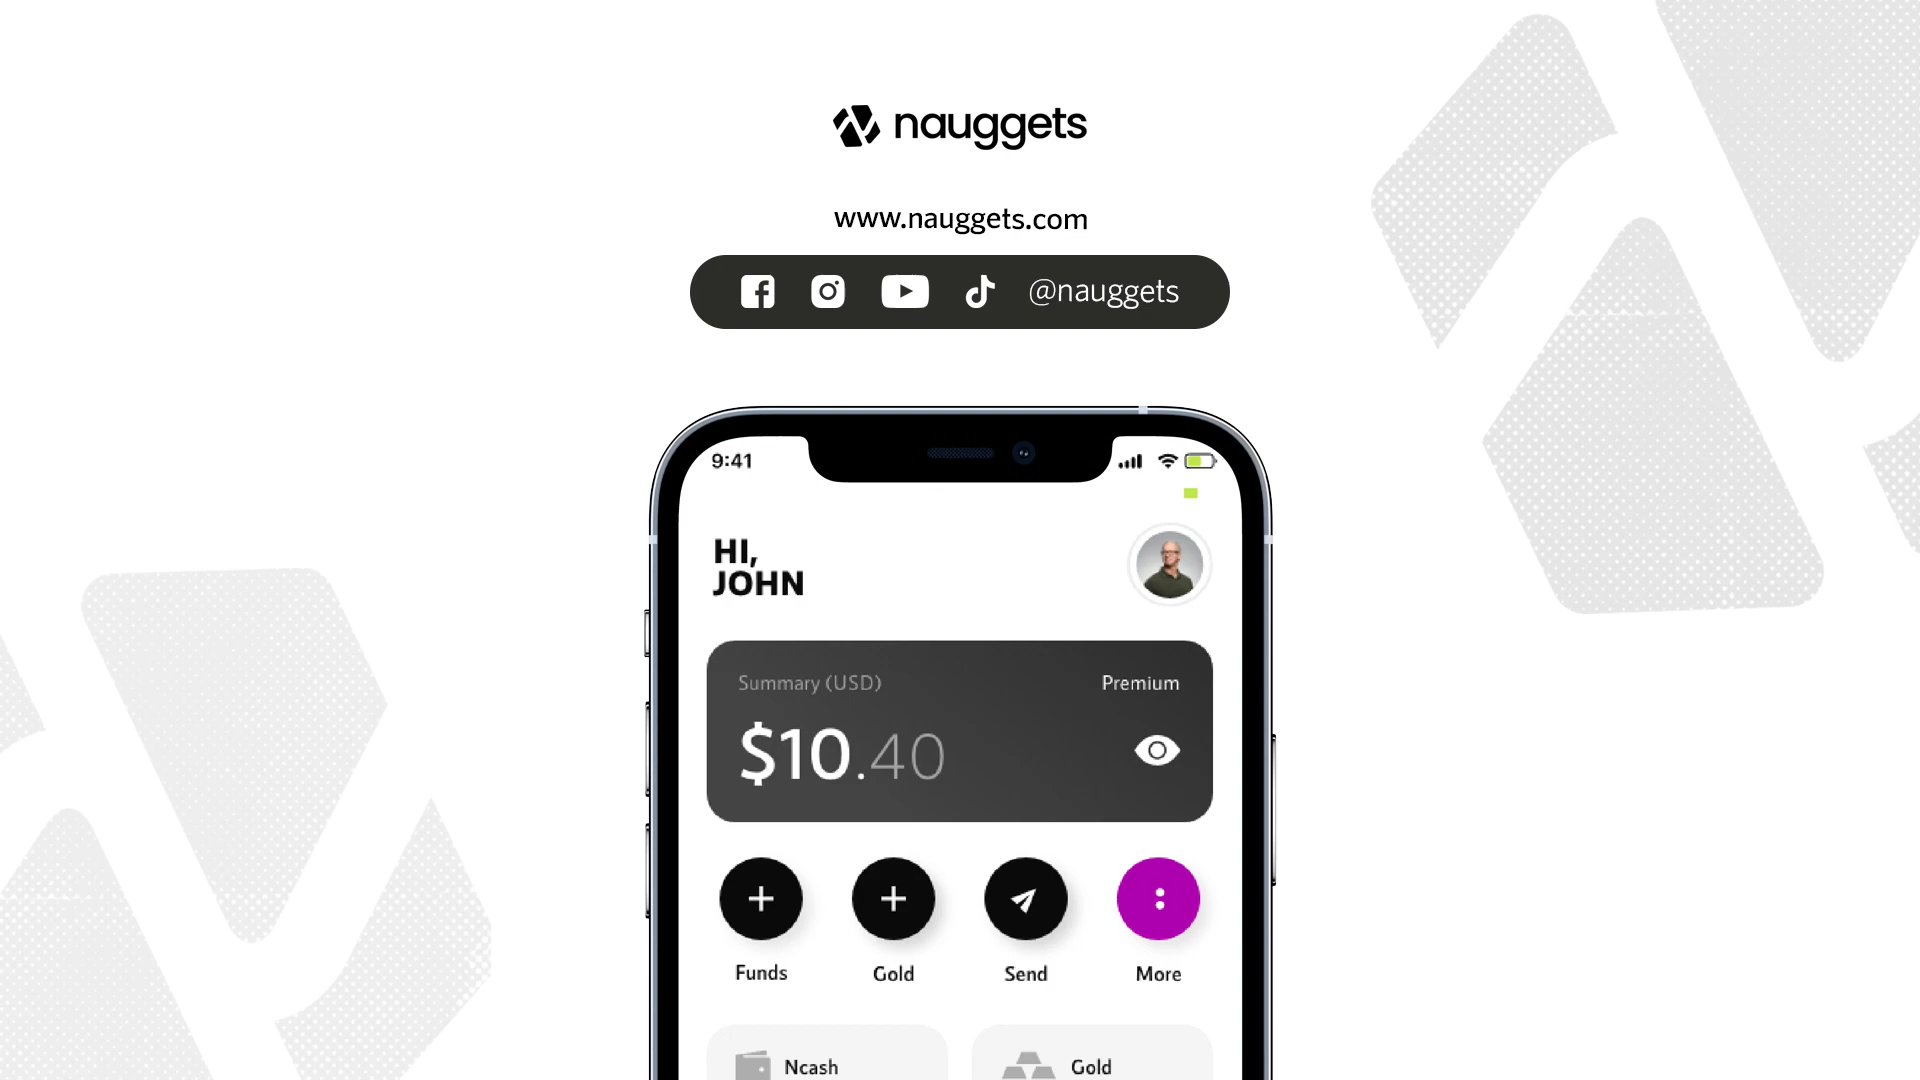 nauggets
www.nauggets.com
@nauggets
9:41
HI,
JOHN
Summary (USD)
Premium
$10.40
Funds
Gold
Send
More
Ncash
Gold